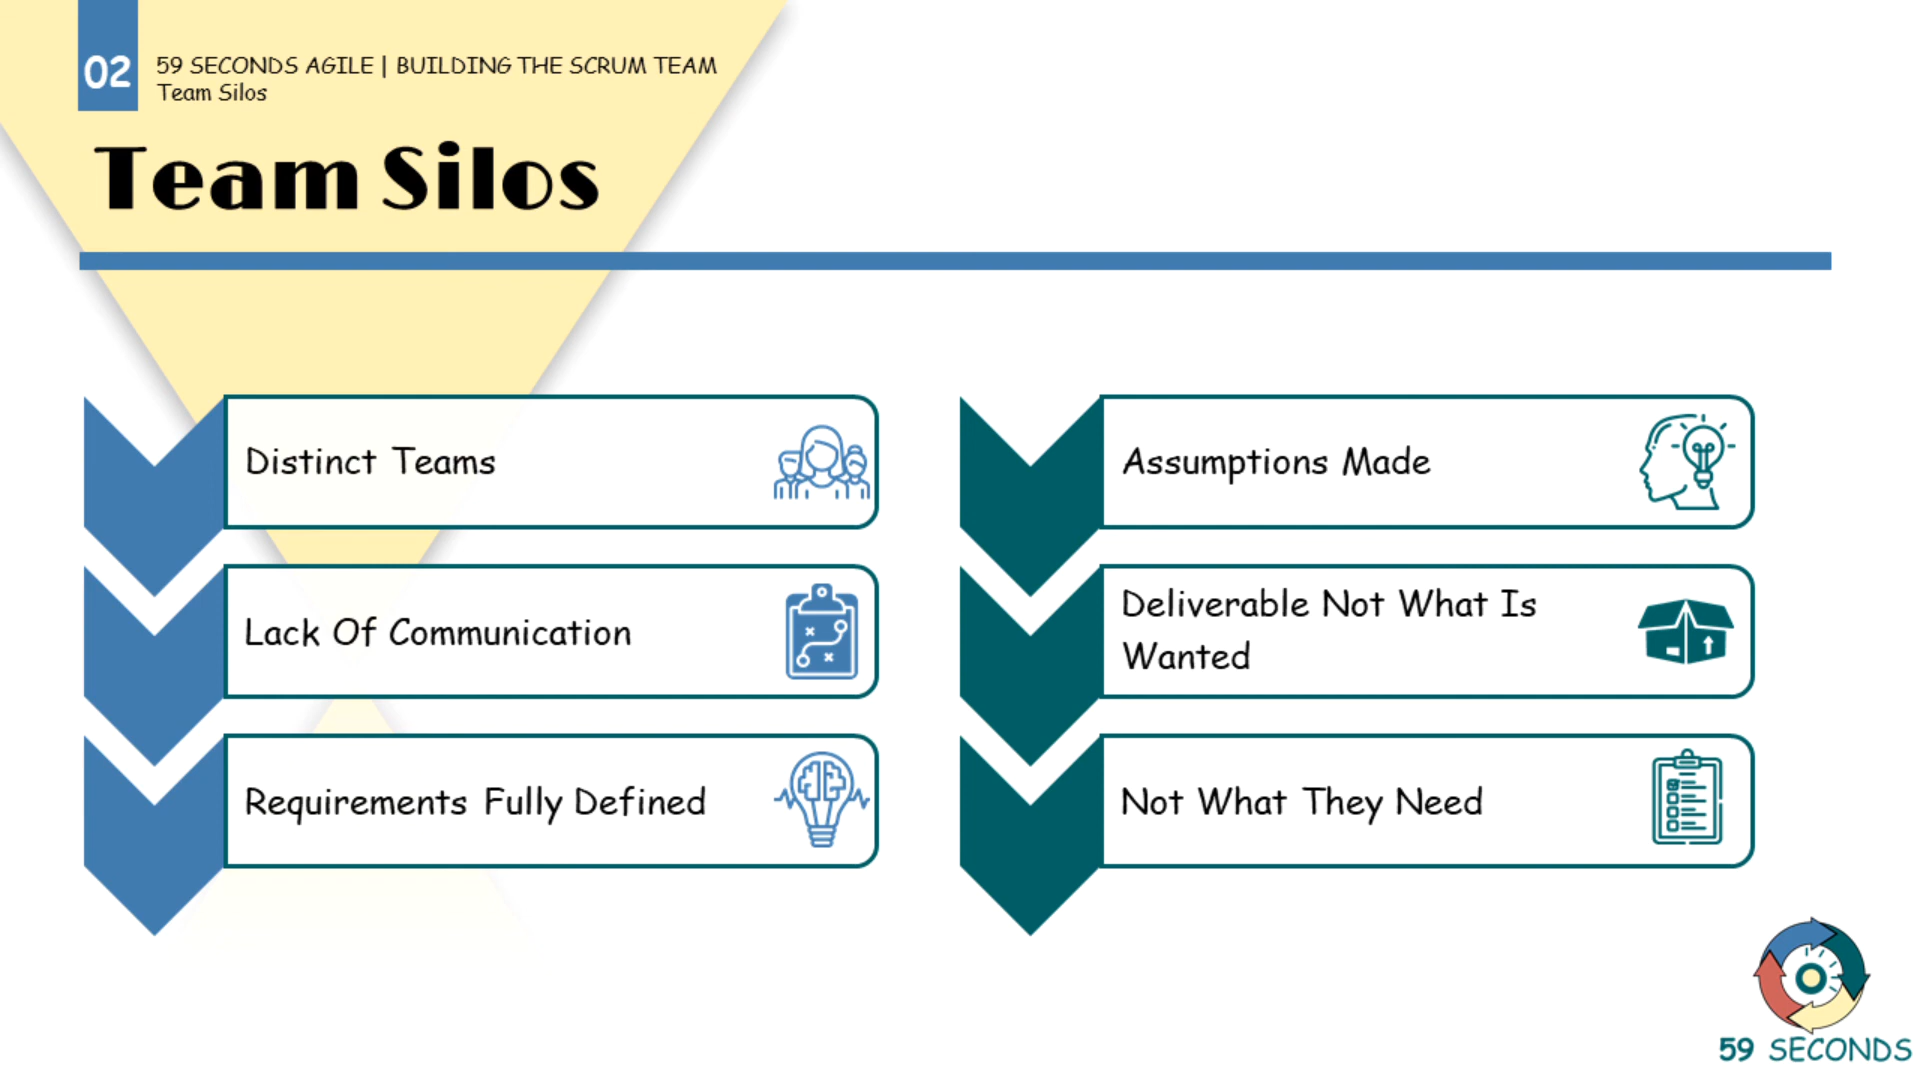 02
59 SECONDS AGILE | BUILDING THE SCRUM TEAM
Team Silos
Team Silos
Distinct Teams
Lack Of Communication
Requirements Fully Defined
Assumptions Made
Deliverable Not What Is
Wanted
Not What They Need
59 SECONDS